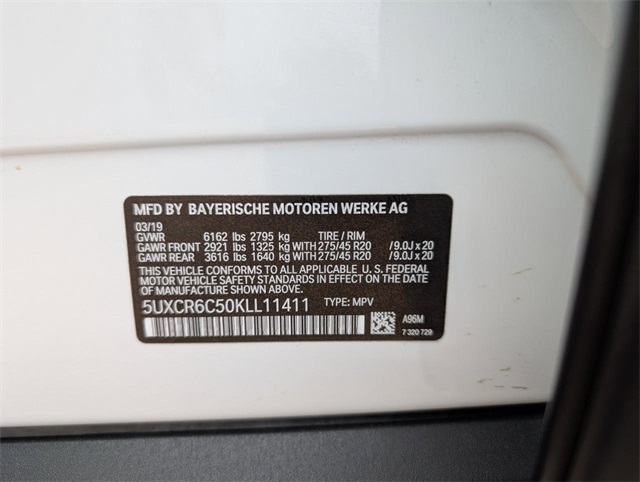 MFD BY BAYERISCHE MOTOREN WERKE AG
03/19
GVWR 6162 lbs 2795 kg TIRE / RIM
GAWR FRONT 2921 lbs 1325 kg WITH 275/45 R20 /9.0J x 20
GAWR REAR 3616 lbs 1640 kg WITH 275/45 R20 /9.0J x 20
THIS VEHICLE CONFORMS TO ALL APPLICABLE U. S. FEDERAL
MOTOR VEHICLE SAFETY STANDARDS IN EFFECT ON THE DATE
OF MANUFACTURE SHOWN ABOVE.
5UXCR6C50KLL11411 TYPE: MPV
A96M
7 320 729